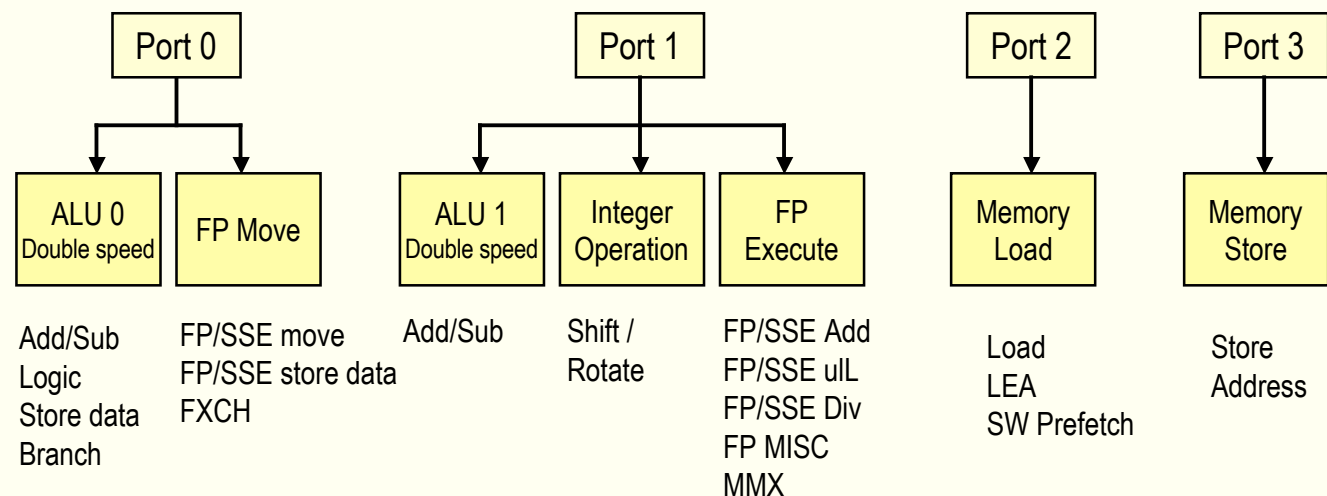 Port 0
Port 1
Port 2
Port 3
ALU 0
Double speed
FP Move
ALU 1
Double speed
Integer
Operation
FP
Execute
Memory
Load
Memory
Store
Add/Sub
Logic
Store data
Branch
FP/SSE move
FP/SSE store data
FXCH
Add/Sub
Shift /
Rotate
FP/SSE Add
FP/SSE ulL
FP/SSE Div
FP MISC
MMX
Load
LEA
SW Prefetch
Store
Address